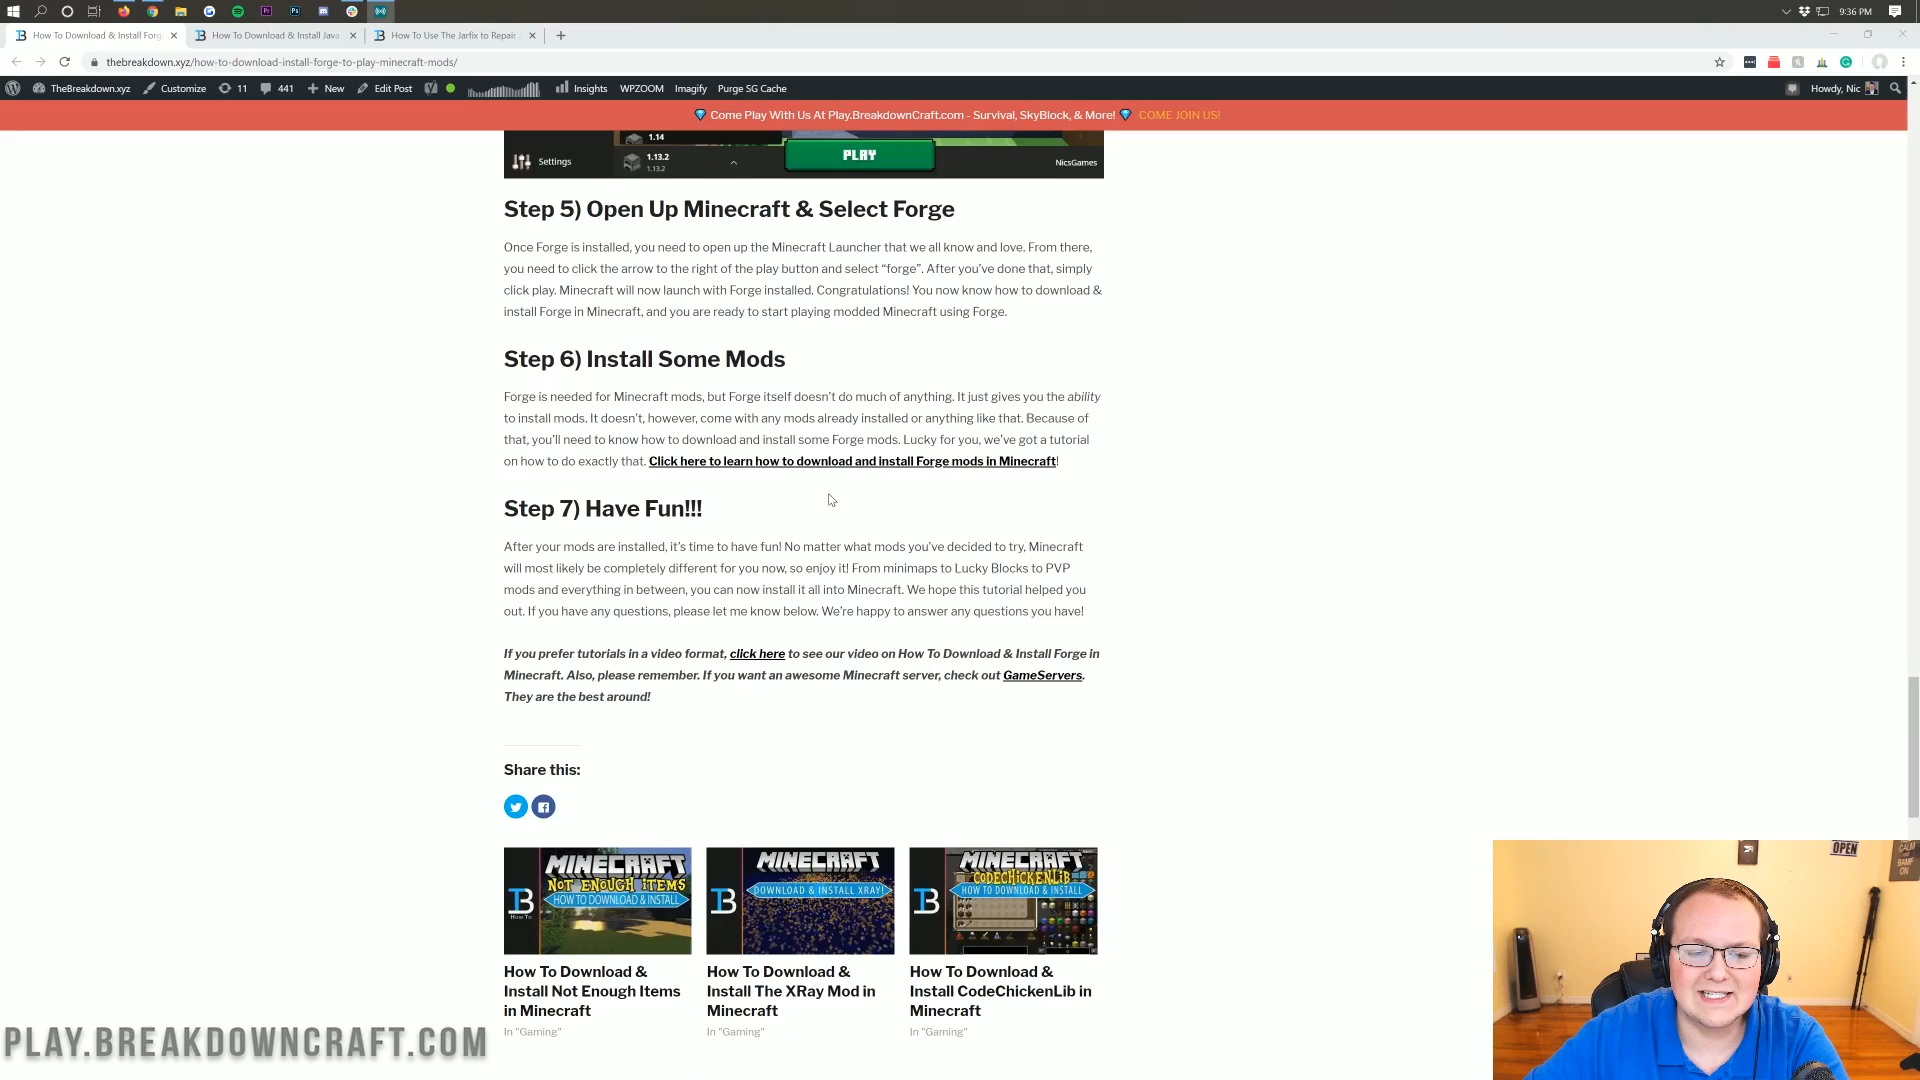 9:36 PM
How To Download & Install Forg
How To Download & Install Java
How To Use The Jarfix to Repair
thebreakdown.xyz/how-to-download-install-forge-to-play-minecraft-mods/
TheBreakdown.xyz Customize 11 441 New Edit Post Insights WPZOOM Imagify Purge SG Cache Howdy, Nic
Come Play With Us At Play.BreakdownCraft.com - Survival, SkyBlock, & More! COME JOIN US!
1.14
Settings 1.13.2 PLAY NicsGames
1.13.2
Step 5) Open Up Minecraft & Select Forge
Once Forge is installed, you need to open up the Minecraft Launcher that we all know and love. From there,
you need to click the arrow to the right of the play button and select “forge”. After you’ve done that, simply
click play. Minecraft will now launch with Forge installed. Congratulations! You now know how to download &
install Forge in Minecraft, and you are ready to start playing modded Minecraft using Forge.
Step 6) Install Some Mods
Forge is needed for Minecraft mods, but Forge itself doesn’t do much of anything. It just gives you the ability
to install mods. It doesn’t, however, come with any mods already installed or anything like that. Because of
that, you’ll need to know how to download and install some Forge mods. Lucky for you, we’ve got a tutorial
on how to do exactly that. Click here to learn how to download and install Forge mods in Minecraft!
Step 7) Have Fun!!!
After your mods are installed, it’s time to have fun! No matter what mods you’ve decided to try, Minecraft
will most likely be completely different for you now, so enjoy it! From minimaps to Lucky Blocks to PVP
mods and everything in between, you can now install it all into Minecraft. We hope this tutorial helped you
out. If you have any questions, please let me know below. We’re happy to answer any questions you have!
If you prefer tutorials in a video format, click here to see our video on How To Download & Install Forge in
Minecraft. Also, please remember. If you want an awesome Minecraft server, check out GameServers.
They are the best around!
Share this:
MINECRAFT
NOT ENOUGH ITEMS
HOW TO DOWNLOAD & INSTALL
How To
MINECRAFT
DOWNLOAD & INSTALL XRAY!
MINECRAFT
CODECHICKENLIB
HOW TO DOWNLOAD & INSTALL
How To Download &
Install Not Enough Items
in Minecraft
In "Gaming"
How To Download &
Install The XRay Mod in
Minecraft
In "Gaming"
How To Download &
Install CodeChickenLib in
Minecraft
In "Gaming"
OPEN
PLAY.BREAKDOWNCRAFT.COM